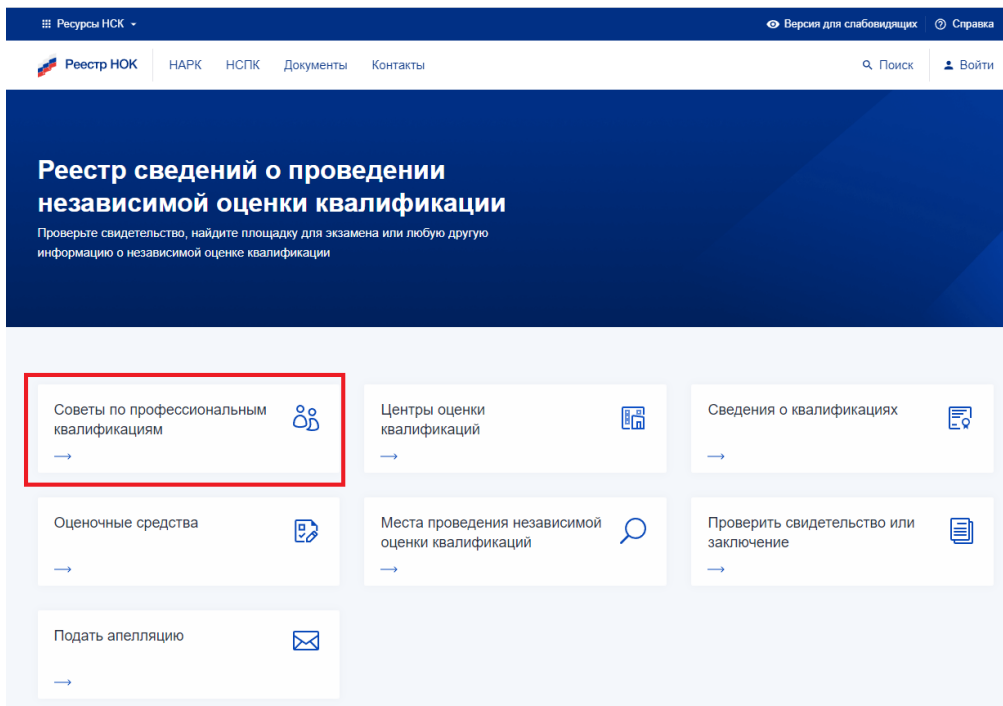 Ресурсы НСК
Версия для слабовидящих
Справка
Реестр НОК
НАРК
НСПК
Документы
Контакты
Поиск
Войти
Реестр сведений о проведении
независимой оценки квалификации
Проверьте свидетельство, найдите площадку для экзамена или любую другую
информацию о независимой оценке квалификации
Советы по профессиональным
квалификациям
Центры оценки
квалификаций
Сведения о квалификациях
Оценочные средства
Места проведения независимой
оценки квалификаций
Проверить свидетельство или
заключение
Подать апелляцию